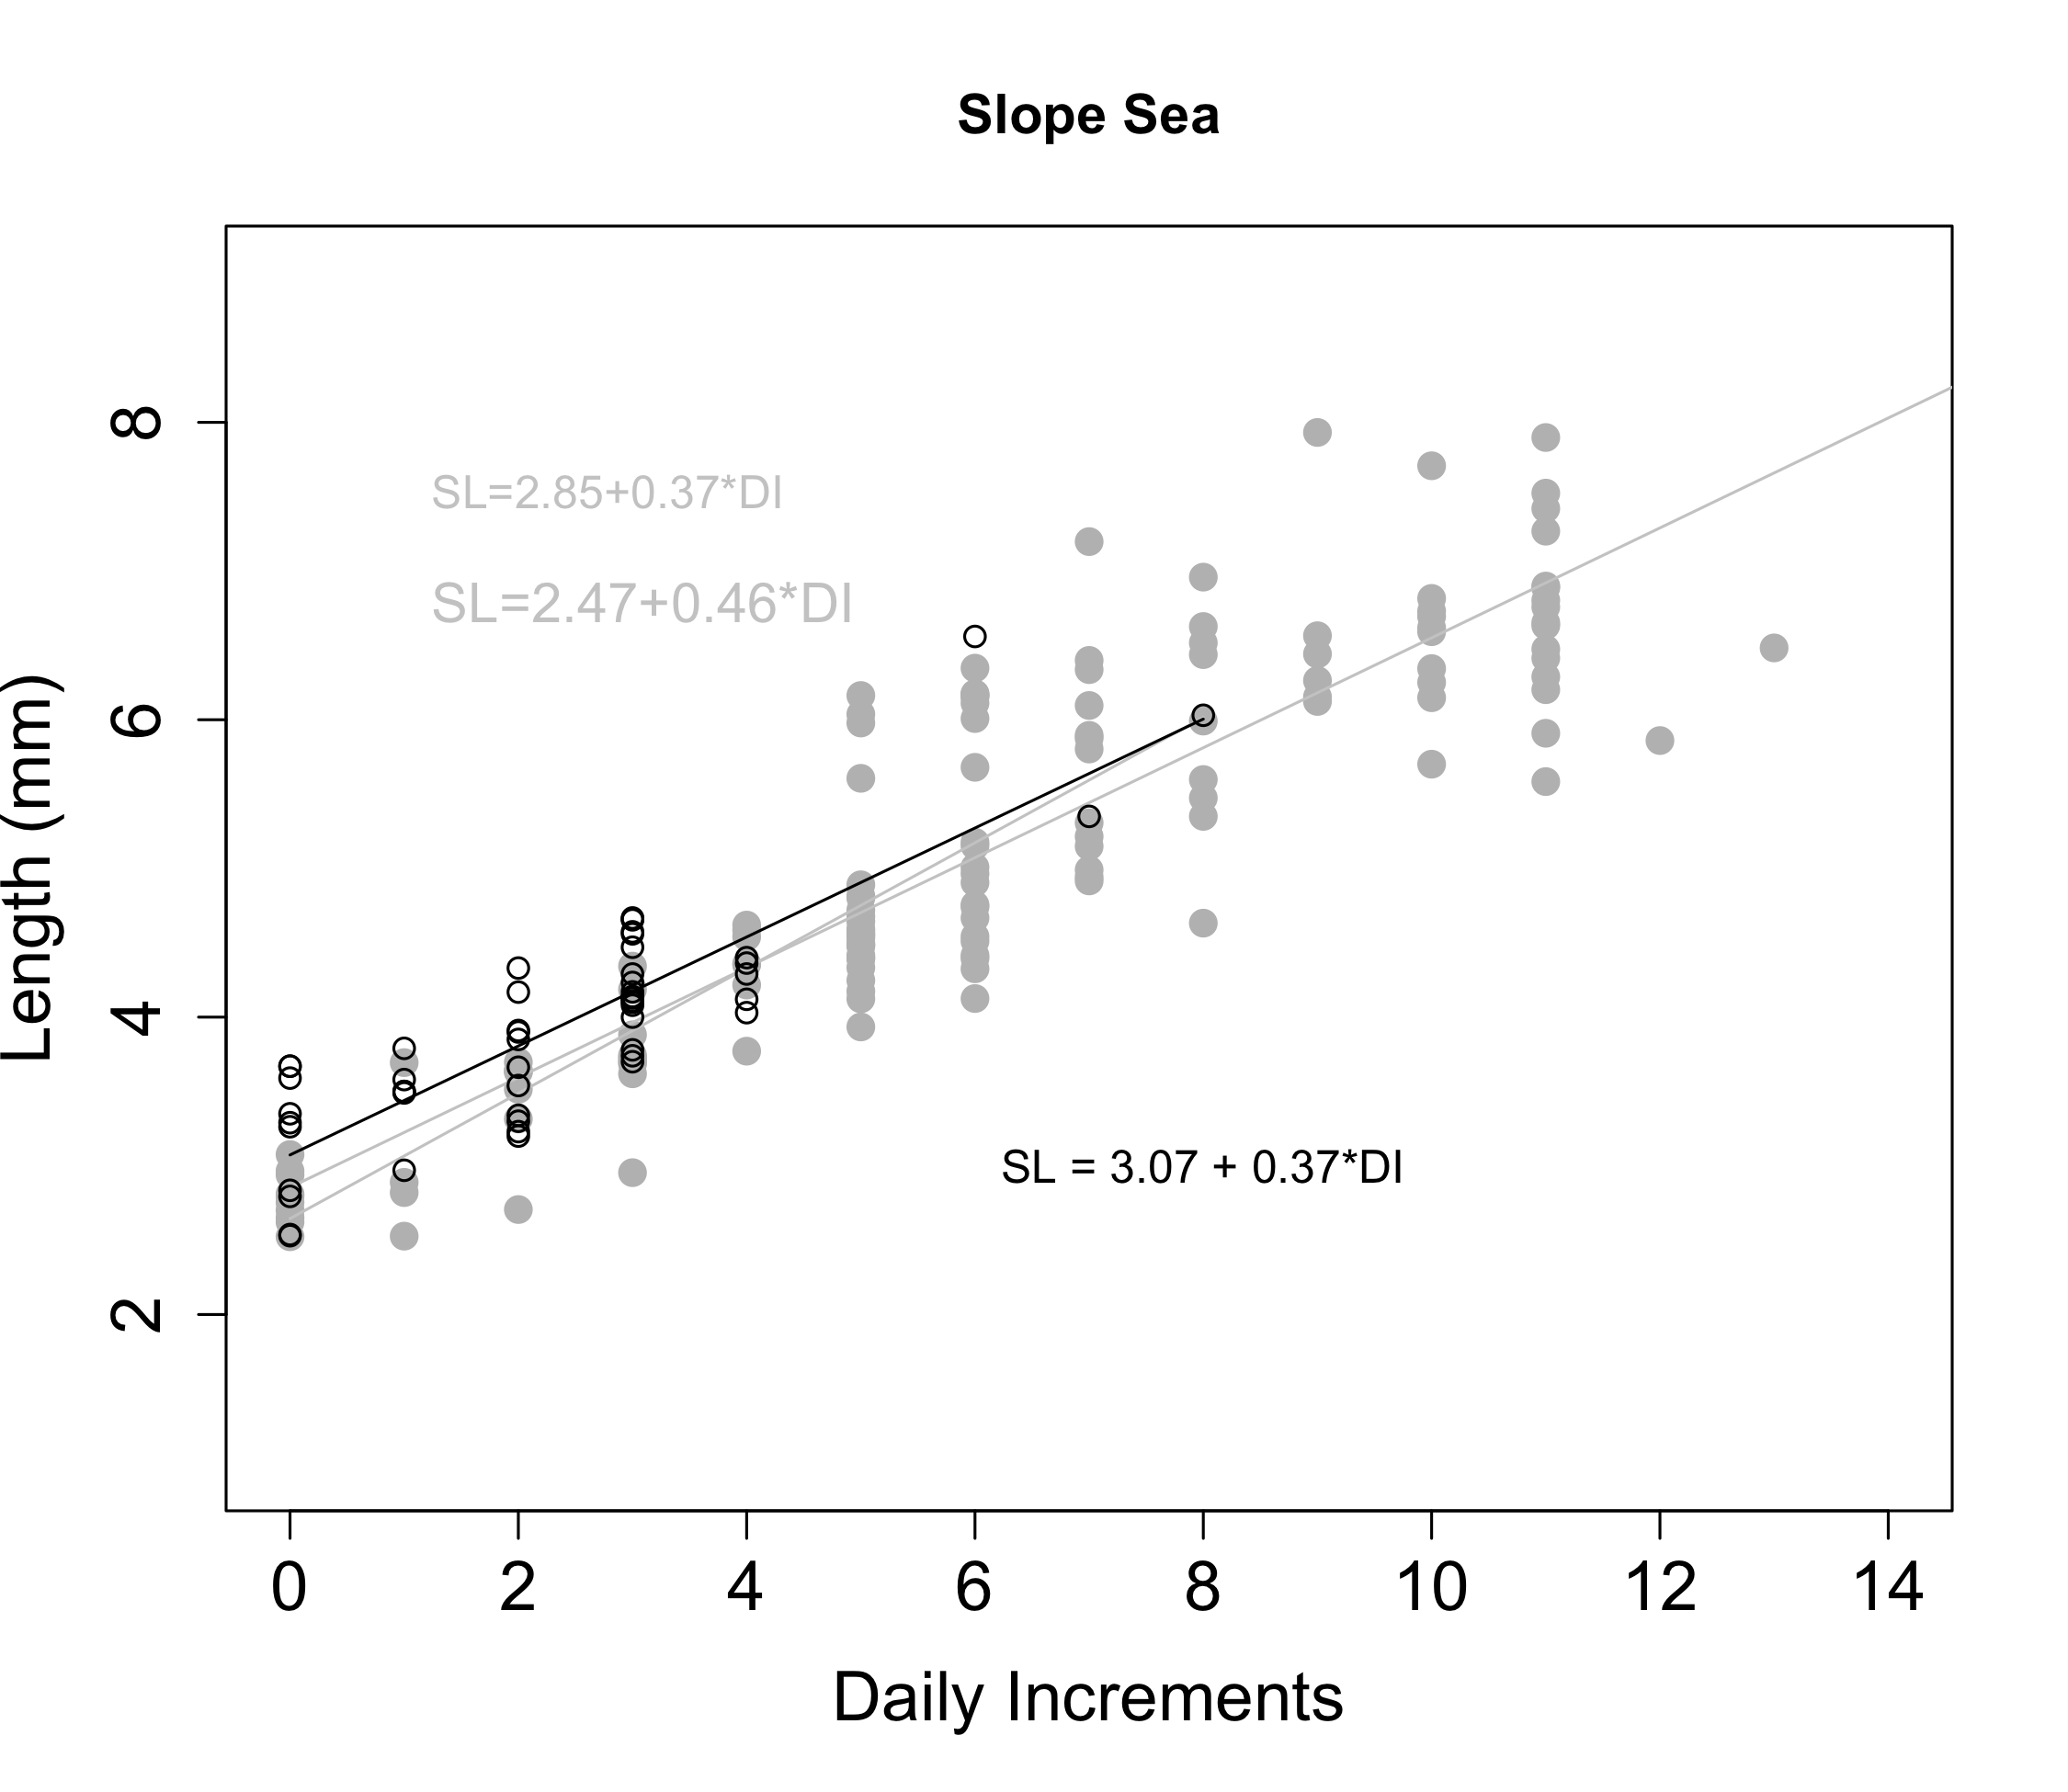 Slope Sea
SL=2.85+0.37*DI
SL=2.47+0.46*DI
SL = 3.07 + 0.37*DI
Length (mm)
8
6
4
2
0 2 4 6 8 10 12 14
Daily Increments